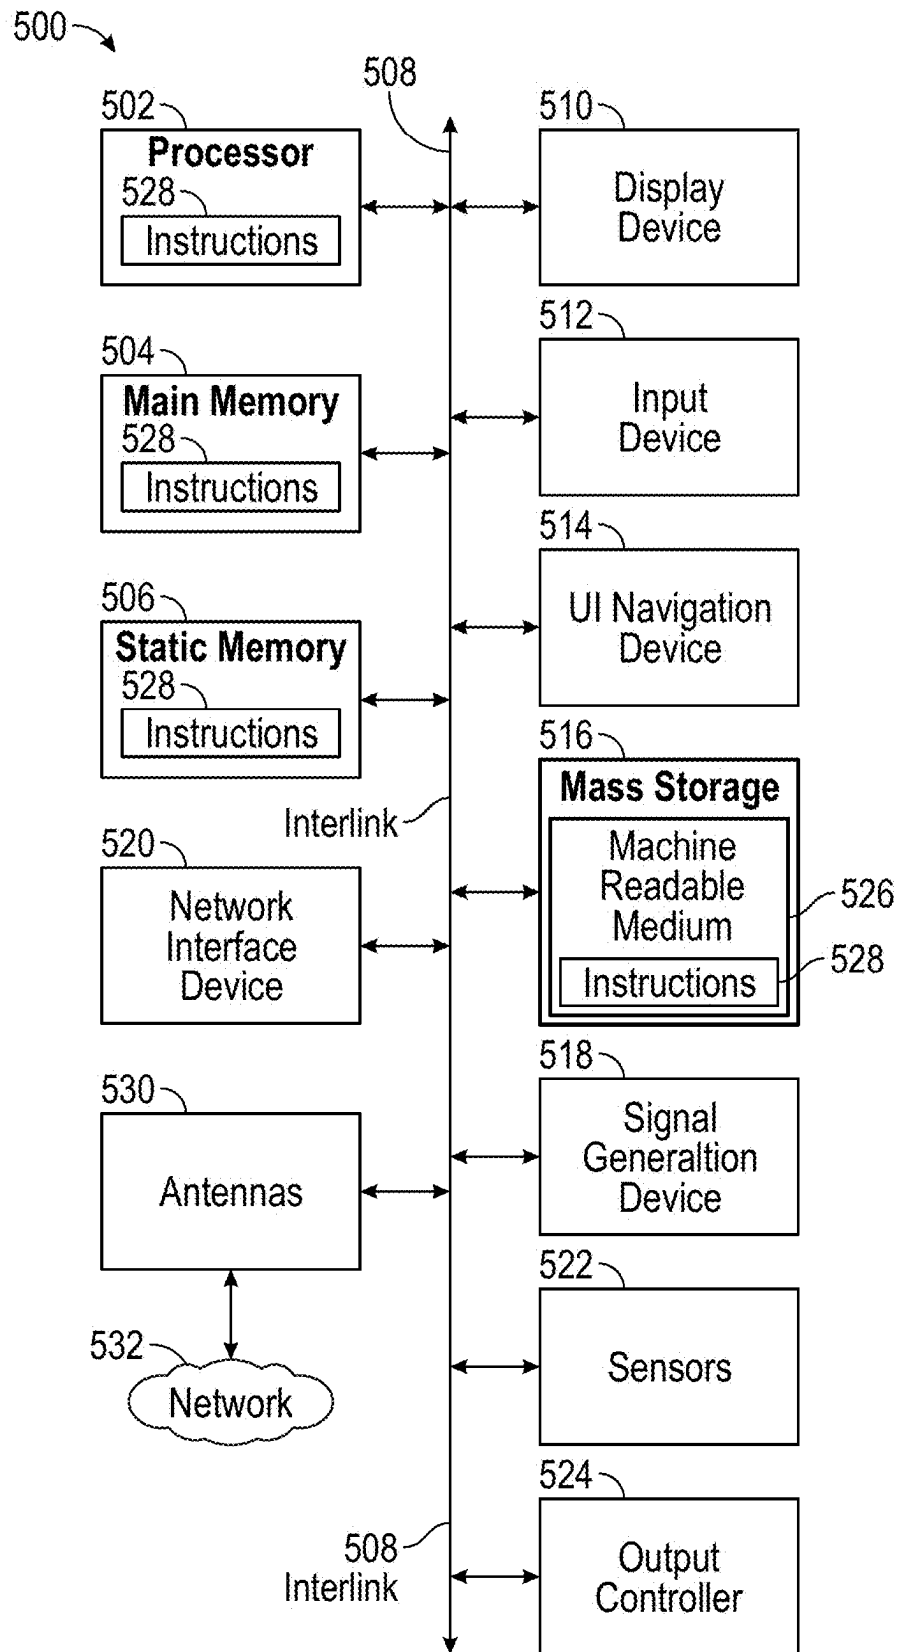 500
508
502
Processor
528
Instructions
504
Main Memory
528
Instructions
506
Static Memory
528
Instructions
Interlink
520
Network
Interface
Device
530
Antennas
532
Network
508
Interlink
510
Display
Device
512
Input
Device
514
UI Navigation
Device
516
Mass Storage
Machine
Readable
Medium
526
Instructions
528
518
Signal
Generaltion
Device
522
Sensors
524
Output
Controller